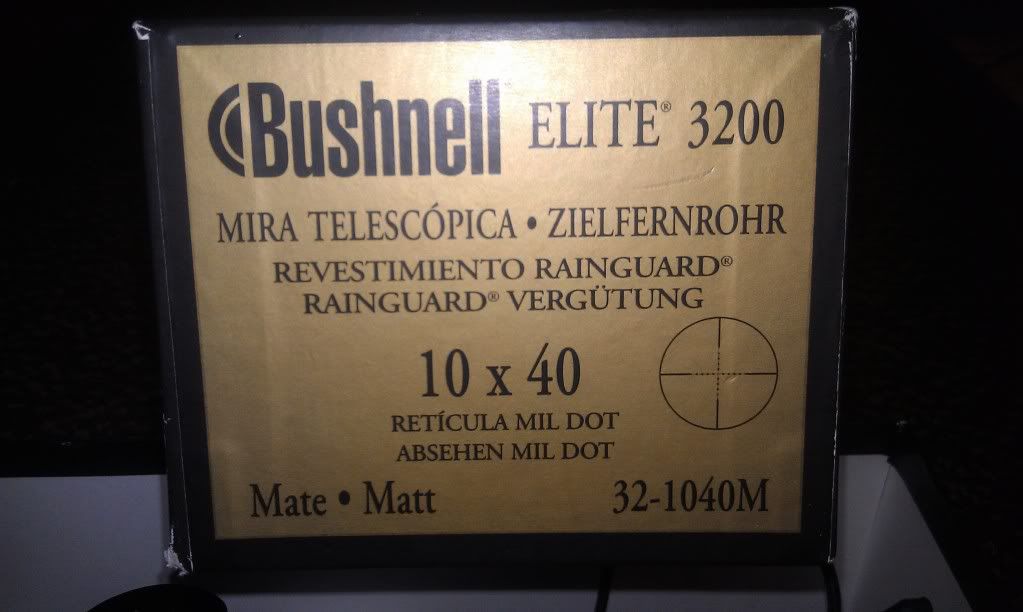 Bushnell ELITE® 3200
MIRA TELESCÓPICA • ZIELFERNROHR
REVESTIMIENTO RAINGUARD®
RAINGUARD® VERGÜTUNG
10 x 40
RETÍCULA MIL DOT
ABSEHEN MIL DOT
Mate • Matt 32-1040M